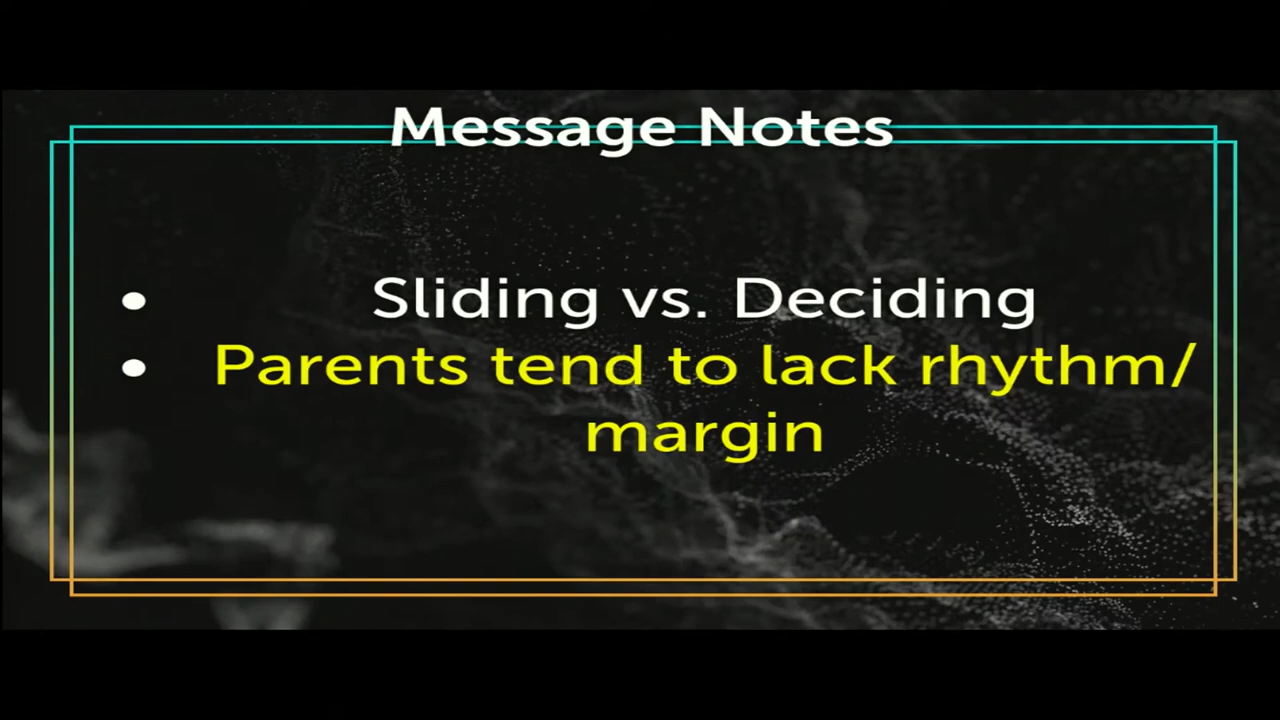 Message Notes
• Sliding vs. Deciding
• Parents tend to lack rhythm/
margin